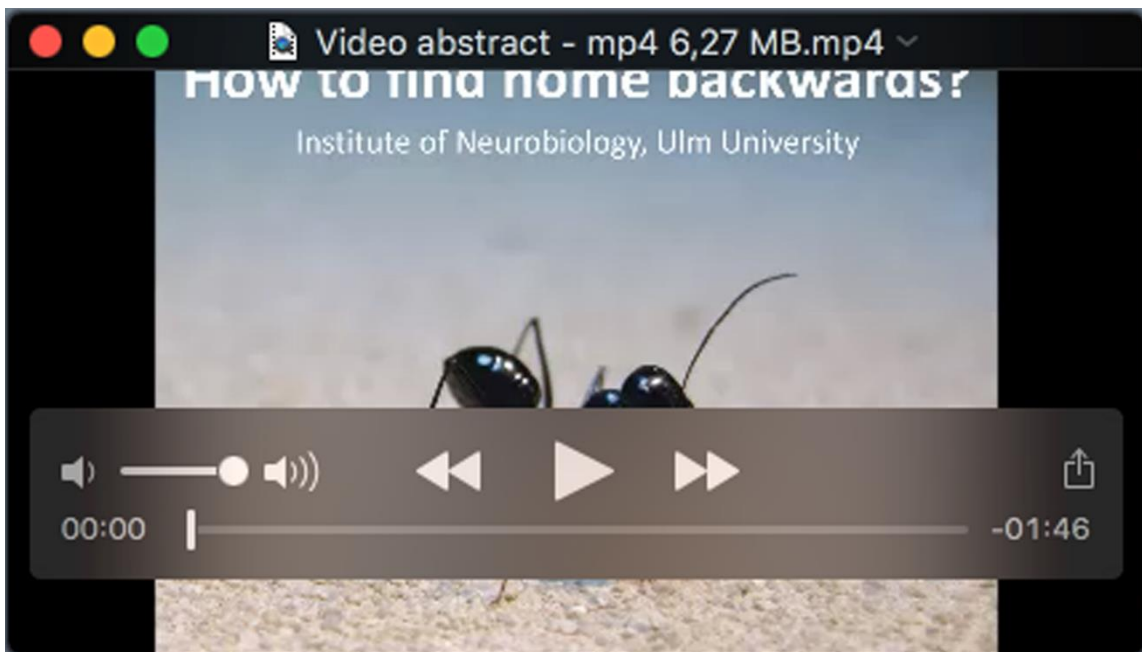 Video abstract - mp4 6,27 MB.mp4
How to find home backwards?
Institute of Neurobiology, Ulm University
00:00
-01:46